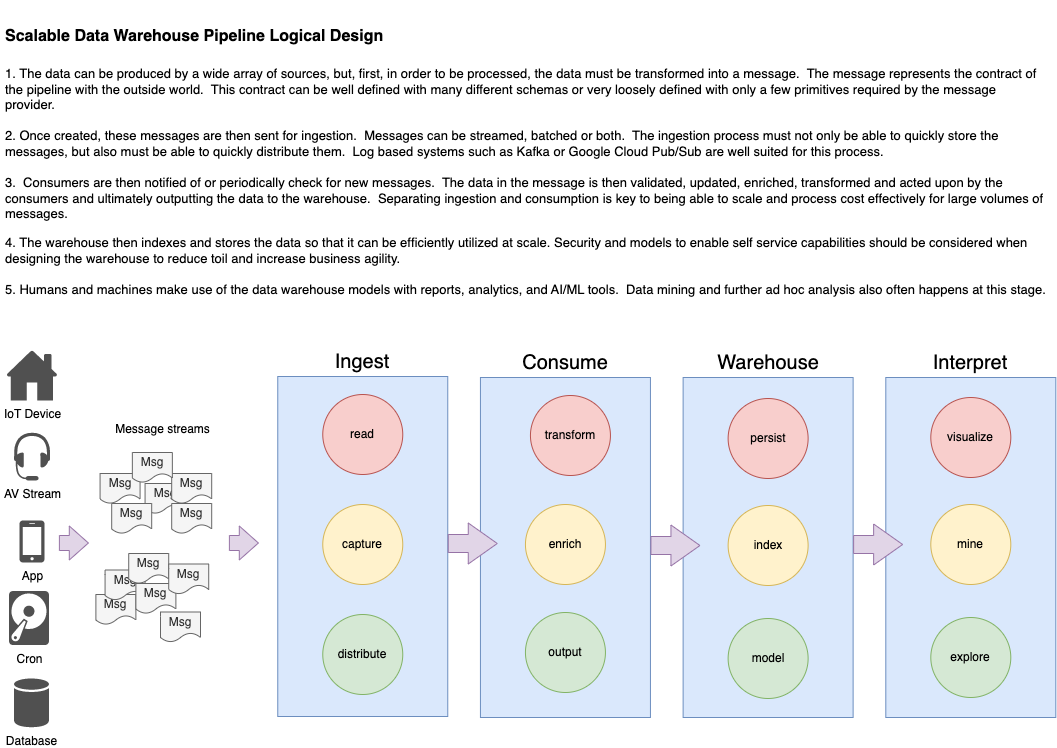 Scalable Data Warehouse Pipeline Logical Design
1. The data can be produced by a wide array of sources, but, first, in order to be processed, the data must be transformed into a message.  The message represents the contract of
the pipeline with the outside world.  This contract can be well defined with many different schemas or very loosely defined with only a few primitives required by the message
provider.
2. Once created, these messages are then sent for ingestion.  Messages can be streamed, batched or both.  The ingestion process must not only be able to quickly store the
messages, but also must be able to quickly distribute them.  Log based systems such as Kafka or Google Cloud Pub/Sub are well suited for this process.
3.  Consumers are then notified of or periodically check for new messages.  The data in the message is then validated, updated, enriched, transformed and acted upon by the
consumers and ultimately outputting the data to the warehouse.  Separating ingestion and consumption is key to being able to scale and process cost effectively for large volumes of
messages.
4. The warehouse then indexes and stores the data so that it can be efficiently utilized at scale. Security and models to enable self service capabilities should be considered when
designing the warehouse to reduce toil and increase business agility.
5. Humans and machines make use of the data warehouse models with reports, analytics, and AI/ML tools.  Data mining and further ad hoc analysis also often happens at this stage.
IoT Device
AV Stream
App
Cron
Database
Message streams
Msg
Msg
Msg
Msg
Msg
Msg
Msg
Msg
Msg
Msg
Msg
Msg
Ingest
read
capture
distribute
Consume
transform
enrich
output
Warehouse
persist
index
model
Interpret
visualize
mine
explore